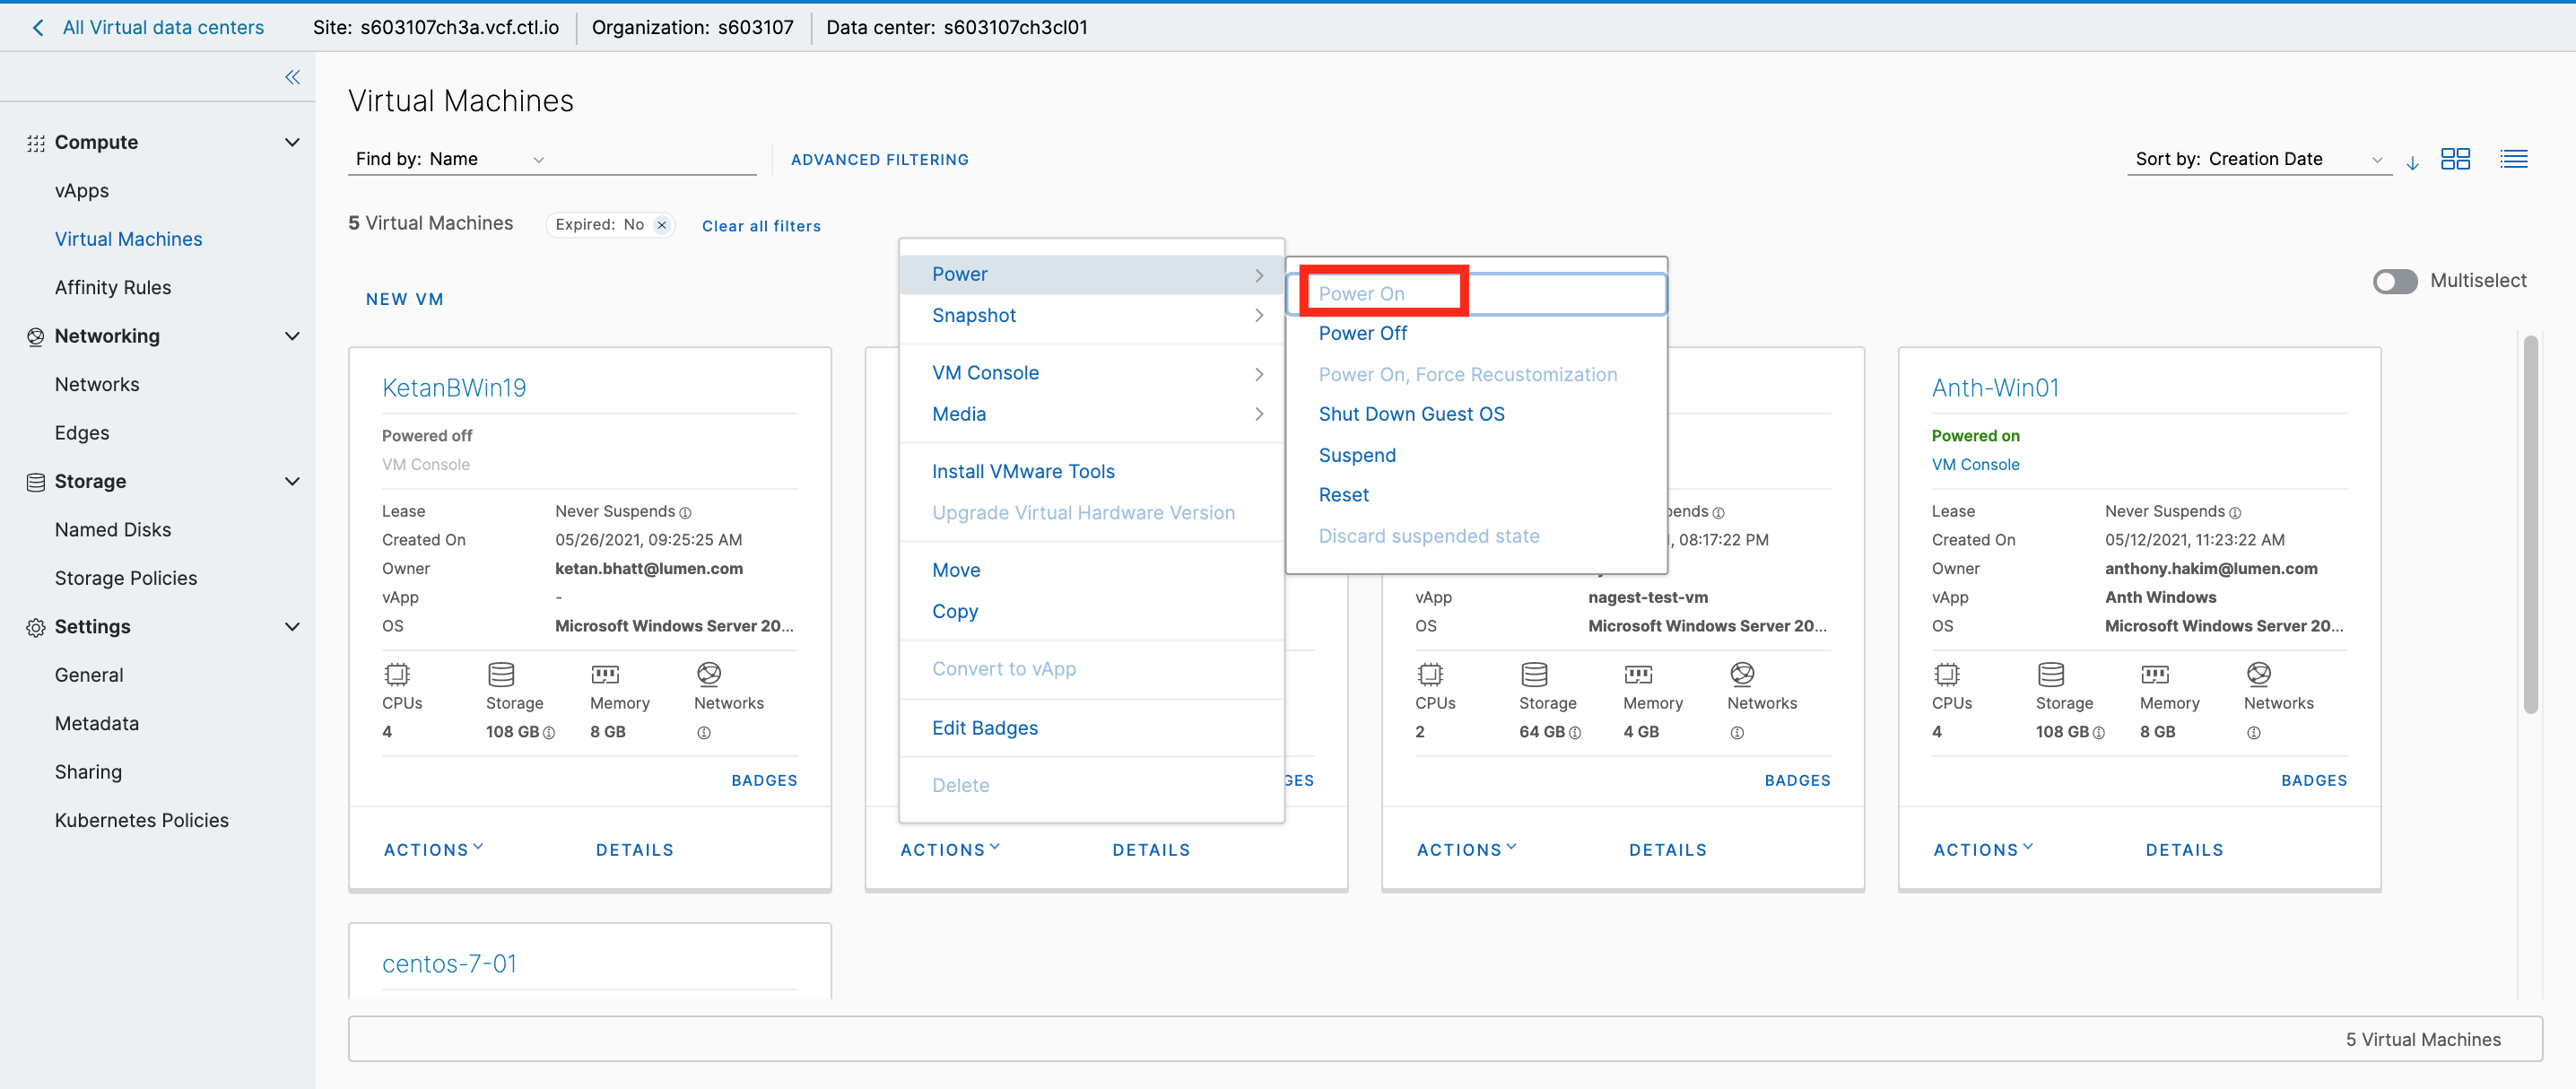 All Virtual data centers Site: s603107ch3a.vcf.ctl.io Organization: s603107 Data center: s603107ch3cl01
Compute
vApps
Virtual Machines
Affinity Rules
Networking
Networks
Edges
Storage
Named Disks
Storage Policies
Settings
General
Metadata
Sharing
Kubernetes Policies
Virtual Machines
Find by: Name ADVANCED FILTERING
Sort by: Creation Date
5 Virtual Machines Expired: No Clear all filters
NEW VM
Multiselect
Power
Snapshot
VM Console
Media
Install VMware Tools
Upgrade Virtual Hardware Version
Move
Copy
Convert to vApp
Edit Badges
Delete
Power On
Power Off
Power On, Force Recustomization
Shut Down Guest OS
Suspend
Reset
Discard suspended state
KetanBWin19
Powered off
VM Console
Lease Never Suspends
Created On 05/26/2021, 09:25:25 AM
Owner ketan.bhatt@lumen.com
vApp -
OS Microsoft Windows Server 20...
CPUs Storage Memory Networks
4 108 GB 8 GB
BADGES
ACTIONS DETAILS
GES
ACTIONS DETAILS
pends
, 08:17:22 PM
vApp nagest-test-vm
OS Microsoft Windows Server 20...
CPUs Storage Memory Networks
2 64 GB 4 GB
BADGES
ACTIONS DETAILS
Anth-Win01
Powered on
VM Console
Lease Never Suspends
Created On 05/12/2021, 11:23:22 AM
Owner anthony.hakim@lumen.com
vApp Anth Windows
OS Microsoft Windows Server 20...
CPUs Storage Memory Networks
4 108 GB 8 GB
BADGES
ACTIONS DETAILS
centos-7-01
5 Virtual Machines